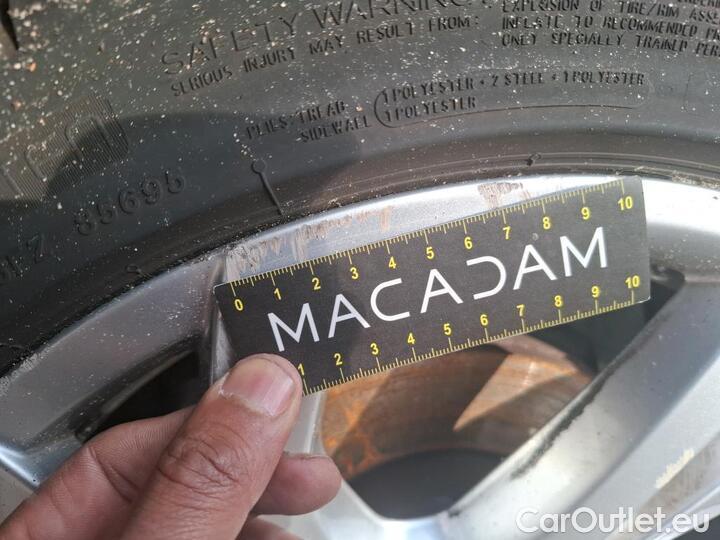 SAFETY WARNING
SERIOUS INJURY MAY RESULT FROM:
EXPLOSION OF TIRE/RIM ASS
INFLATE TO RECOMMENDED PR
ONLY SPECIALLY TRAINED PER
PLIES: TREAD 1 POLYESTER + 2 STEEL + 1 POLYESTER
SIDEWALL 1 POLYESTER
85695
0 1 2 3 4 5 6 7 8 9 10
MACADAM
1 2 3 4 5 6 7 8 9 10
CarOutlet.eu